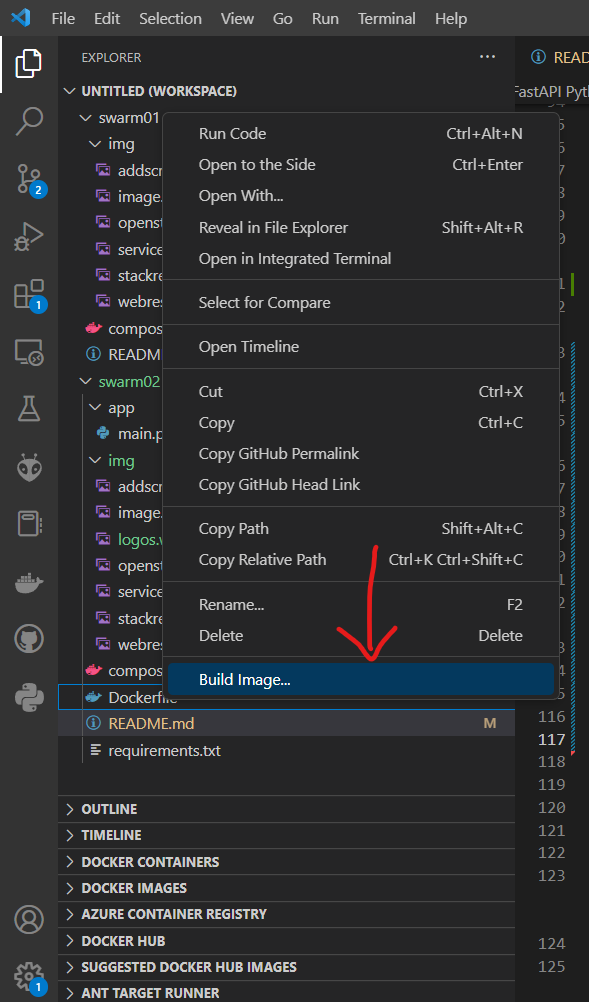 File Edit Selection View Go Run Terminal Help
EXPLORER
UNTITLED (WORKSPACE)
swarm01
img
addsc
image.
openst
service
stackre
webres
compos
README
swarm02
app
main.p
img
addscr
image.
logos.w
openst
service
stackre
webres
compos
Dockerfile
README.md M
requirements.txt
OUTLINE
TIMELINE
DOCKER CONTAINERS
DOCKER IMAGES
AZURE CONTAINER REGISTRY
DOCKER HUB
SUGGESTED DOCKER HUB IMAGES
ANT TARGET RUNNER
2
1
1
Run Code Ctrl+Alt+N
Open to the Side Ctrl+Enter
Open With...
Reveal in File Explorer Shift+Alt+R
Open in Integrated Terminal
Select for Compare
Open Timeline
Cut Ctrl+X
Copy Ctrl+C
Copy GitHub Permalink
Copy GitHub Head Link
Copy Path Shift+Alt+C
Copy Relative Path Ctrl+K Ctrl+Shift+C
Rename... F2
Delete Delete
Build Image...
READ
FastAPI Pyt
116
117
118
119
120
121
122
123
124
125